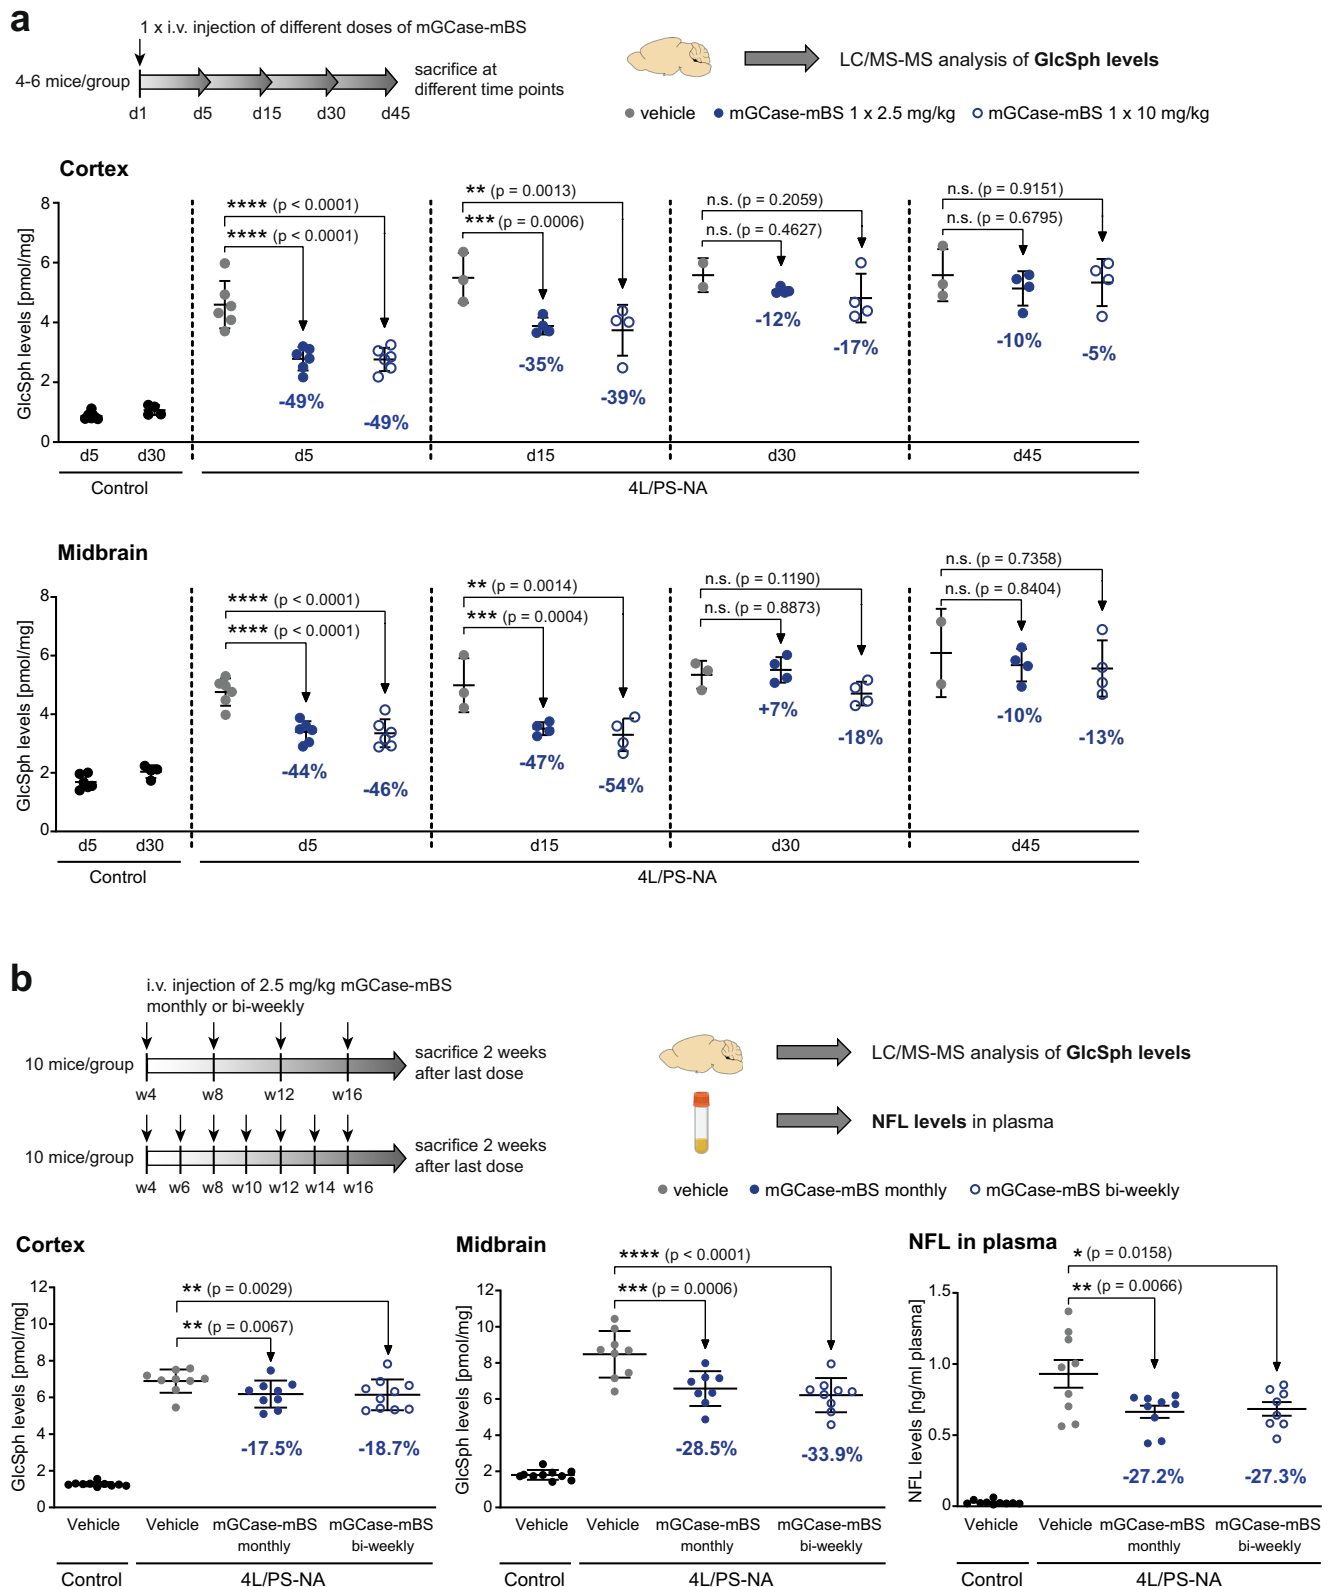 a
1 x i.v. injection of different doses of mGCase-mBS
4-6 mice/group
d1 d5 d15 d30 d45
sacrifice at
different time points
LC/MS-MS analysis of GlcSph levels
vehicle mGCase-mBS 1 x 2.5 mg/kg mGCase-mBS 1 x 10 mg/kg
Cortex
GlcSph levels [pmol/mg]
8
6
4
2
0
**** (p < 0.0001)
**** (p < 0.0001)
-49%
-49%
** (p = 0.0013)
*** (p = 0.0006)
-35%
-39%
n.s. (p = 0.2059)
n.s. (p = 0.4627)
-12%
-17%
n.s. (p = 0.9151)
n.s. (p = 0.6795)
-10%
-5%
d5 d30 d5 d15 d30 d45
Control 4L/PS-NA
Midbrain
GlcSph levels [pmol/mg]
8
6
4
2
0
**** (p < 0.0001)
**** (p < 0.0001)
-44%
-46%
** (p = 0.0014)
*** (p = 0.0004)
-47%
-54%
n.s. (p = 0.1190)
n.s. (p = 0.8873)
+7%
-18%
n.s. (p = 0.7358)
n.s. (p = 0.8404)
-10%
-13%
d5 d30 d5 d15 d30 d45
Control 4L/PS-NA
b
i.v. injection of 2.5 mg/kg mGCase-mBS
monthly or bi-weekly
10 mice/group
w4 w8 w12 w16
sacrifice 2 weeks
after last dose
10 mice/group
w4 w6 w8 w10 w12 w14 w16
sacrifice 2 weeks
after last dose
LC/MS-MS analysis of GlcSph levels
NFL levels in plasma
vehicle mGCase-mBS monthly mGCase-mBS bi-weekly
Cortex
GlcSph levels [pmol/mg]
12
10
8
6
4
2
0
** (p = 0.0029)
** (p = 0.0067)
-17.5%
-18.7%
Vehicle Vehicle mGCase-mBS mGCase-mBS
monthly bi-weekly
Control 4L/PS-NA
Midbrain
GlcSph levels [pmol/mg]
12
10
8
6
4
2
0
**** (p < 0.0001)
*** (p = 0.0006)
-28.5%
-33.9%
Vehicle Vehicle mGCase-mBS mGCase-mBS
monthly bi-weekly
Control 4L/PS-NA
NFL in plasma
NFL levels [ng/ml plasma]
1.5
1.0
0.5
0
* (p = 0.0158)
** (p = 0.0066)
-27.2%
-27.3%
Vehicle Vehicle mGCase-mBS mGCase-mBS
monthly bi-weekly
Control 4L/PS-NA